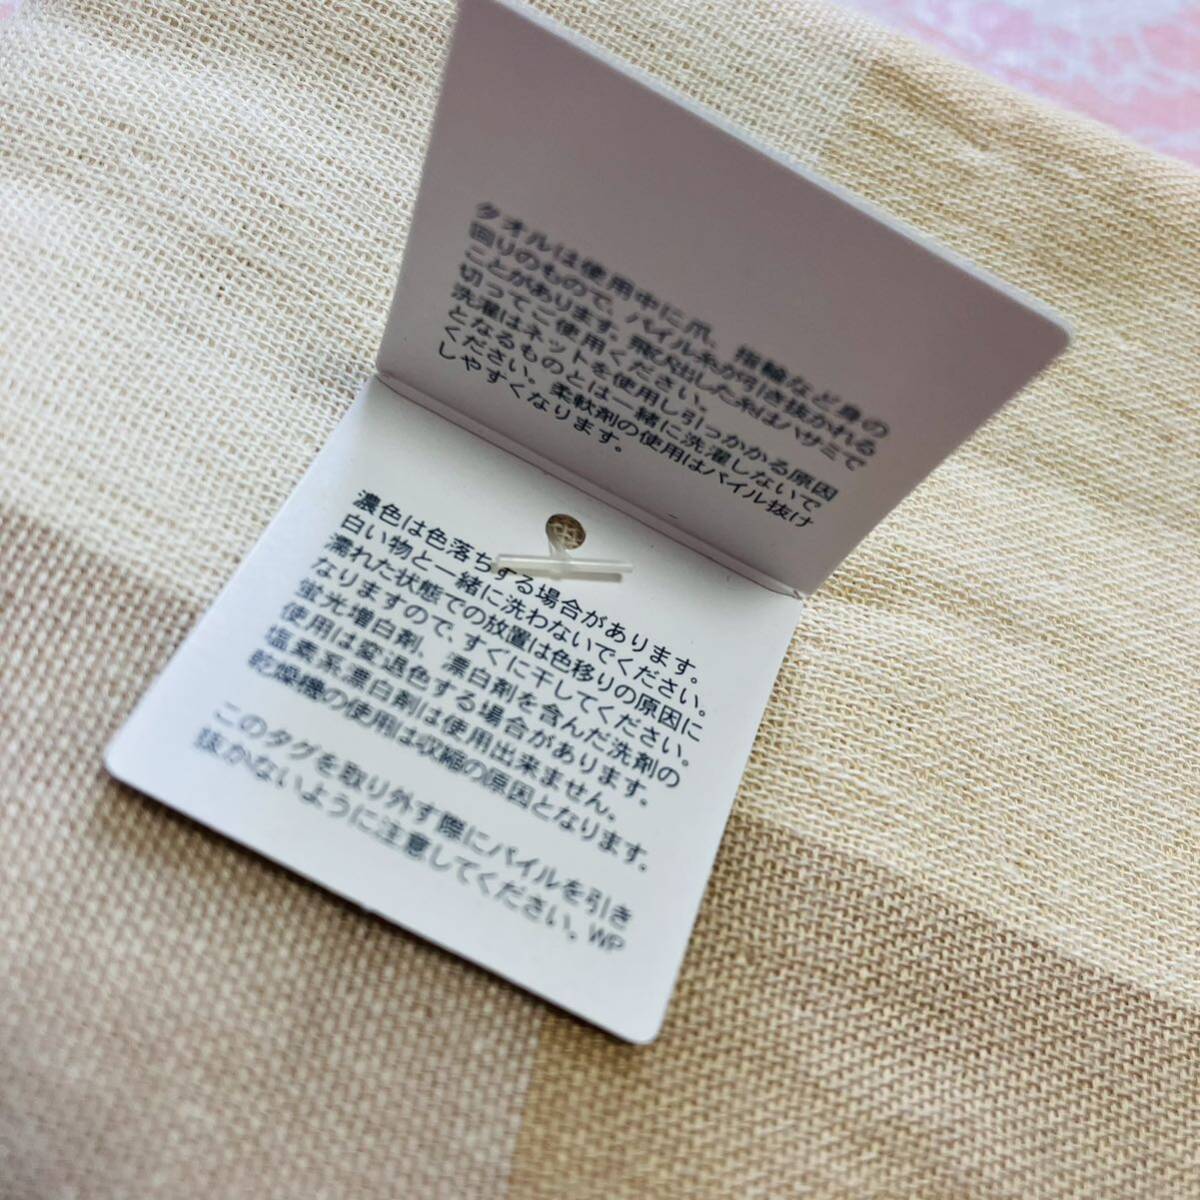 タオルは使用中に爪、指輪など身の
回りのもので、パイル糸が引き抜かれる
ことがあります。飛び出した糸はハサミで
切ってご使用ください。
洗濯はネットを使用し引っかかる原因
となるものとは一緒に洗濯しないで
ください。柔軟剤の使用はパイル抜け
しやすくなります。
濃色は色落ちする場合があります。
白い物と一緒に洗わないでください。
濡れた状態での放置は色移りの原因に
なりますので、すぐに干してください。
蛍光増白剤、漂白剤を含んだ洗剤の
使用は変退色する場合があります。
塩素系漂白剤は使用出来ません。
乾燥機の使用は収縮の原因となります。
このタグを取り外す際にパイルを引き
抜かないように注意してください。WP